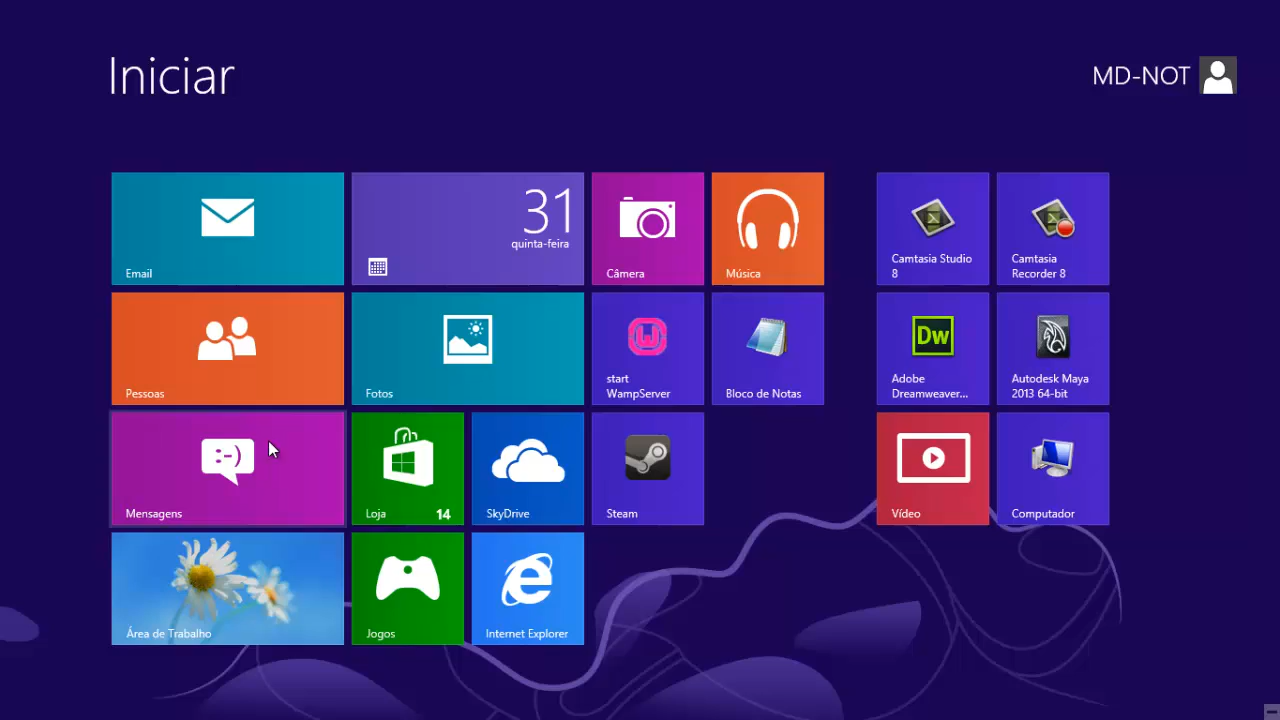 Iniciar
MD-NOT
Email
31
quinta-feira
Câmera
Música
Camtasia Studio
8
Camtasia
Recorder 8
Pessoas
Fotos
start
WampServer
Bloco de Notas
Dw
Adobe
Dreamweaver...
Autodesk Maya
2013 64-bit
:-)
Mensagens
Loja
14
SkyDrive
Steam
Vídeo
Computador
Área de Trabalho
Jogos
Internet Explorer